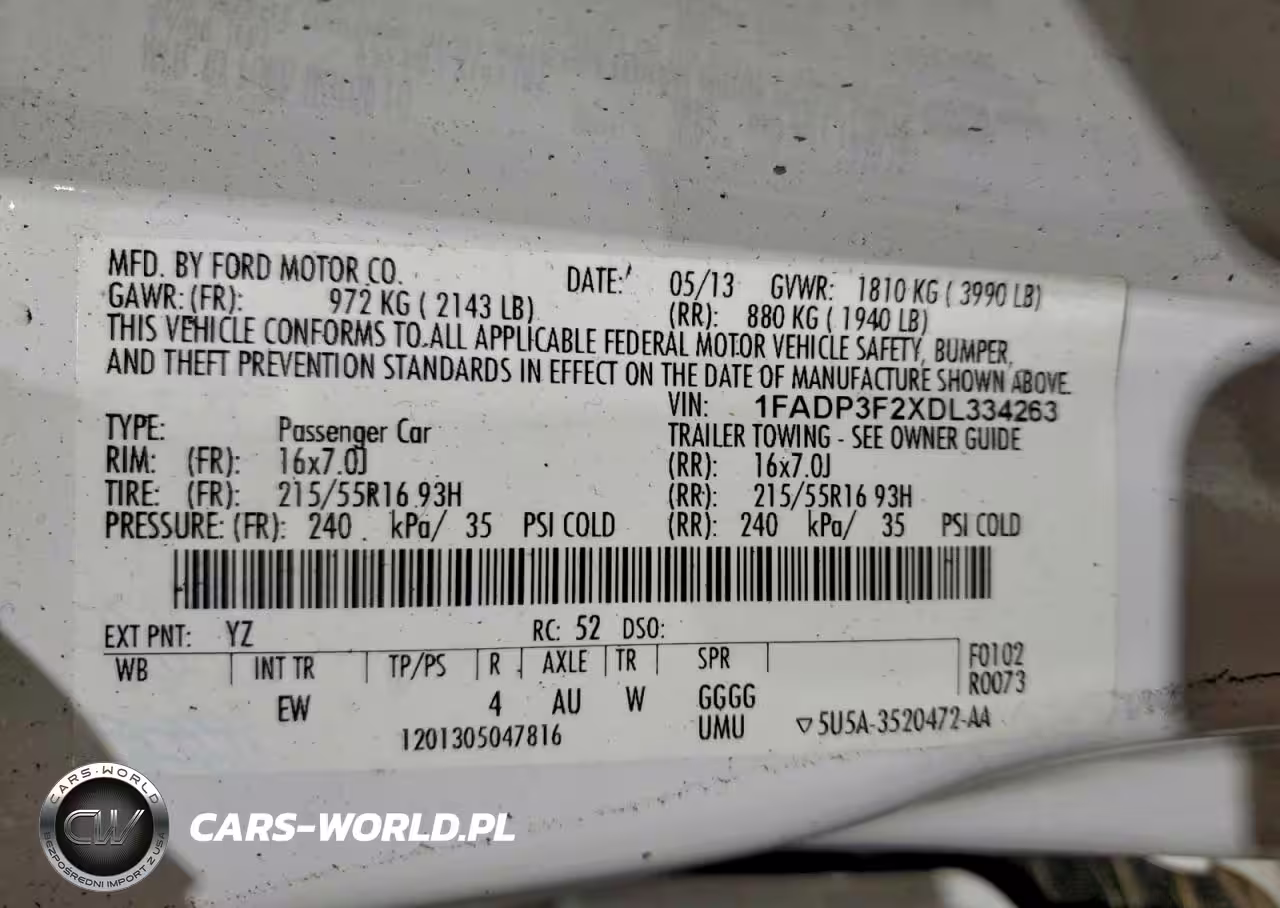 MFD. BY FORD MOTOR CO. DATE: 05/13 GVWR: 1810 KG ( 3990 LB)
GAWR: (FR): 972 KG ( 2143 LB) (RR): 880 KG ( 1940 LB)
THIS VEHICLE CONFORMS TO ALL APPLICABLE FEDERAL MOTOR VEHICLE SAFETY, BUMPER,
AND THEFT PREVENTION STANDARDS IN EFFECT ON THE DATE OF MANUFACTURE SHOWN ABOVE.
VIN: 1FADP3F2XDL334263
TYPE: Passenger Car TRAILER TOWING - SEE OWNER GUIDE
RIM: (FR): 16x7.0J (RR): 16x7.0J
TIRE: (FR): 215/55R16 93H (RR): 215/55R16 93H
PRESSURE: (FR): 240 kPa/ 35 PSI COLD (RR): 240 kPa/ 35 PSI COLD
EXT PNT: YZ RC: 52 DSO:
WB INT TR TP/PS R AXLE TR SPR F0102
R0073
EW 4 AU W GGGG
1201305047816 UMU ▽5U5A-3520472-AA
CARS-WORLD
CW
BEZPOŚREDNI IMPORT Z USA
CARS-WORLD.PL